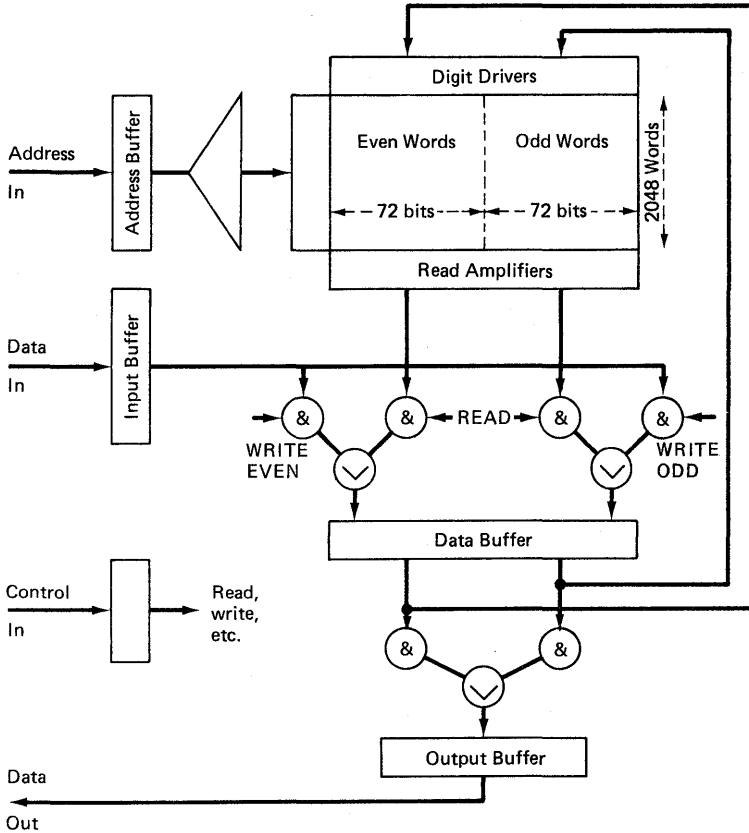 Digit Drivers
Address
In
Address Buffer
Even Words
Odd Words
72 bits
72 bits
2048 Words
Read Amplifiers
Data
In
Input Buffer
&
&
READ
&
&
WRITE
EVEN
WRITE
ODD
Data Buffer
Control
In
Read,
write,
etc.
&
&
Output Buffer
Data
Out